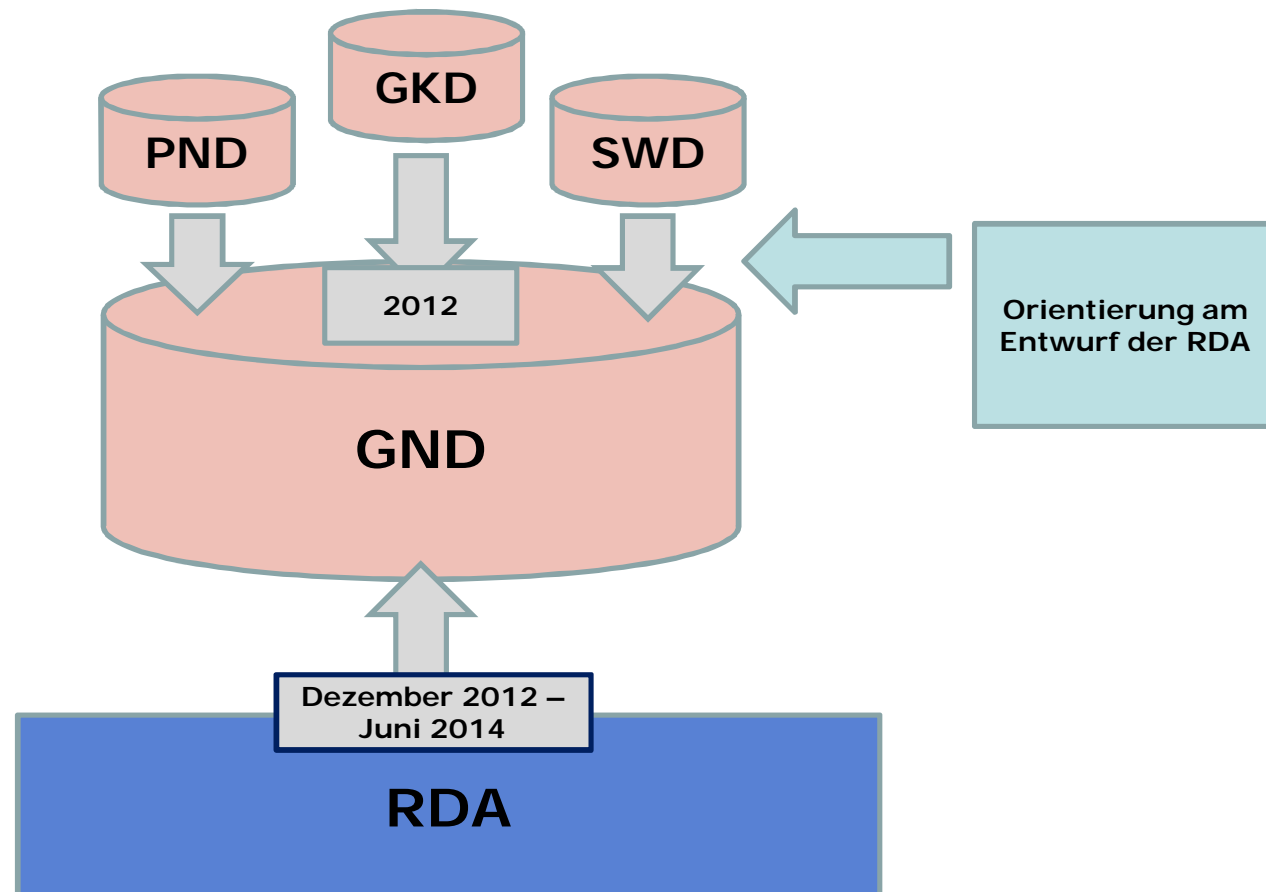 GKD
PND
SWD
2012
Orientierung am
Entwurf der RDA
GND
Dezember 2012 –
Juni 2014
RDA